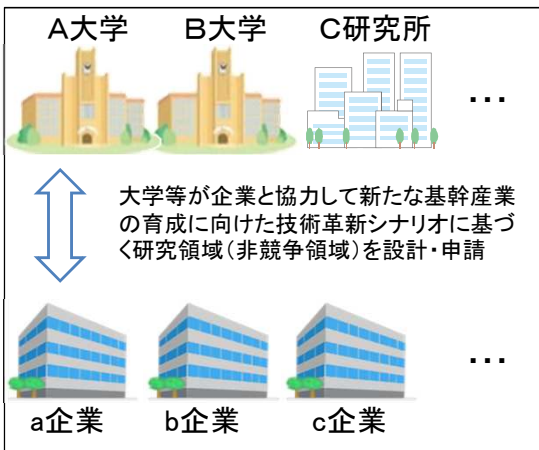 A大学 B大学 C研究所
…
大学等が企業と協力して新たな基幹産業
の育成に向けた技術革新シナリオに基づ
く研究領域(非競争領域)を設計・申請
…
a企業 b企業 c企業